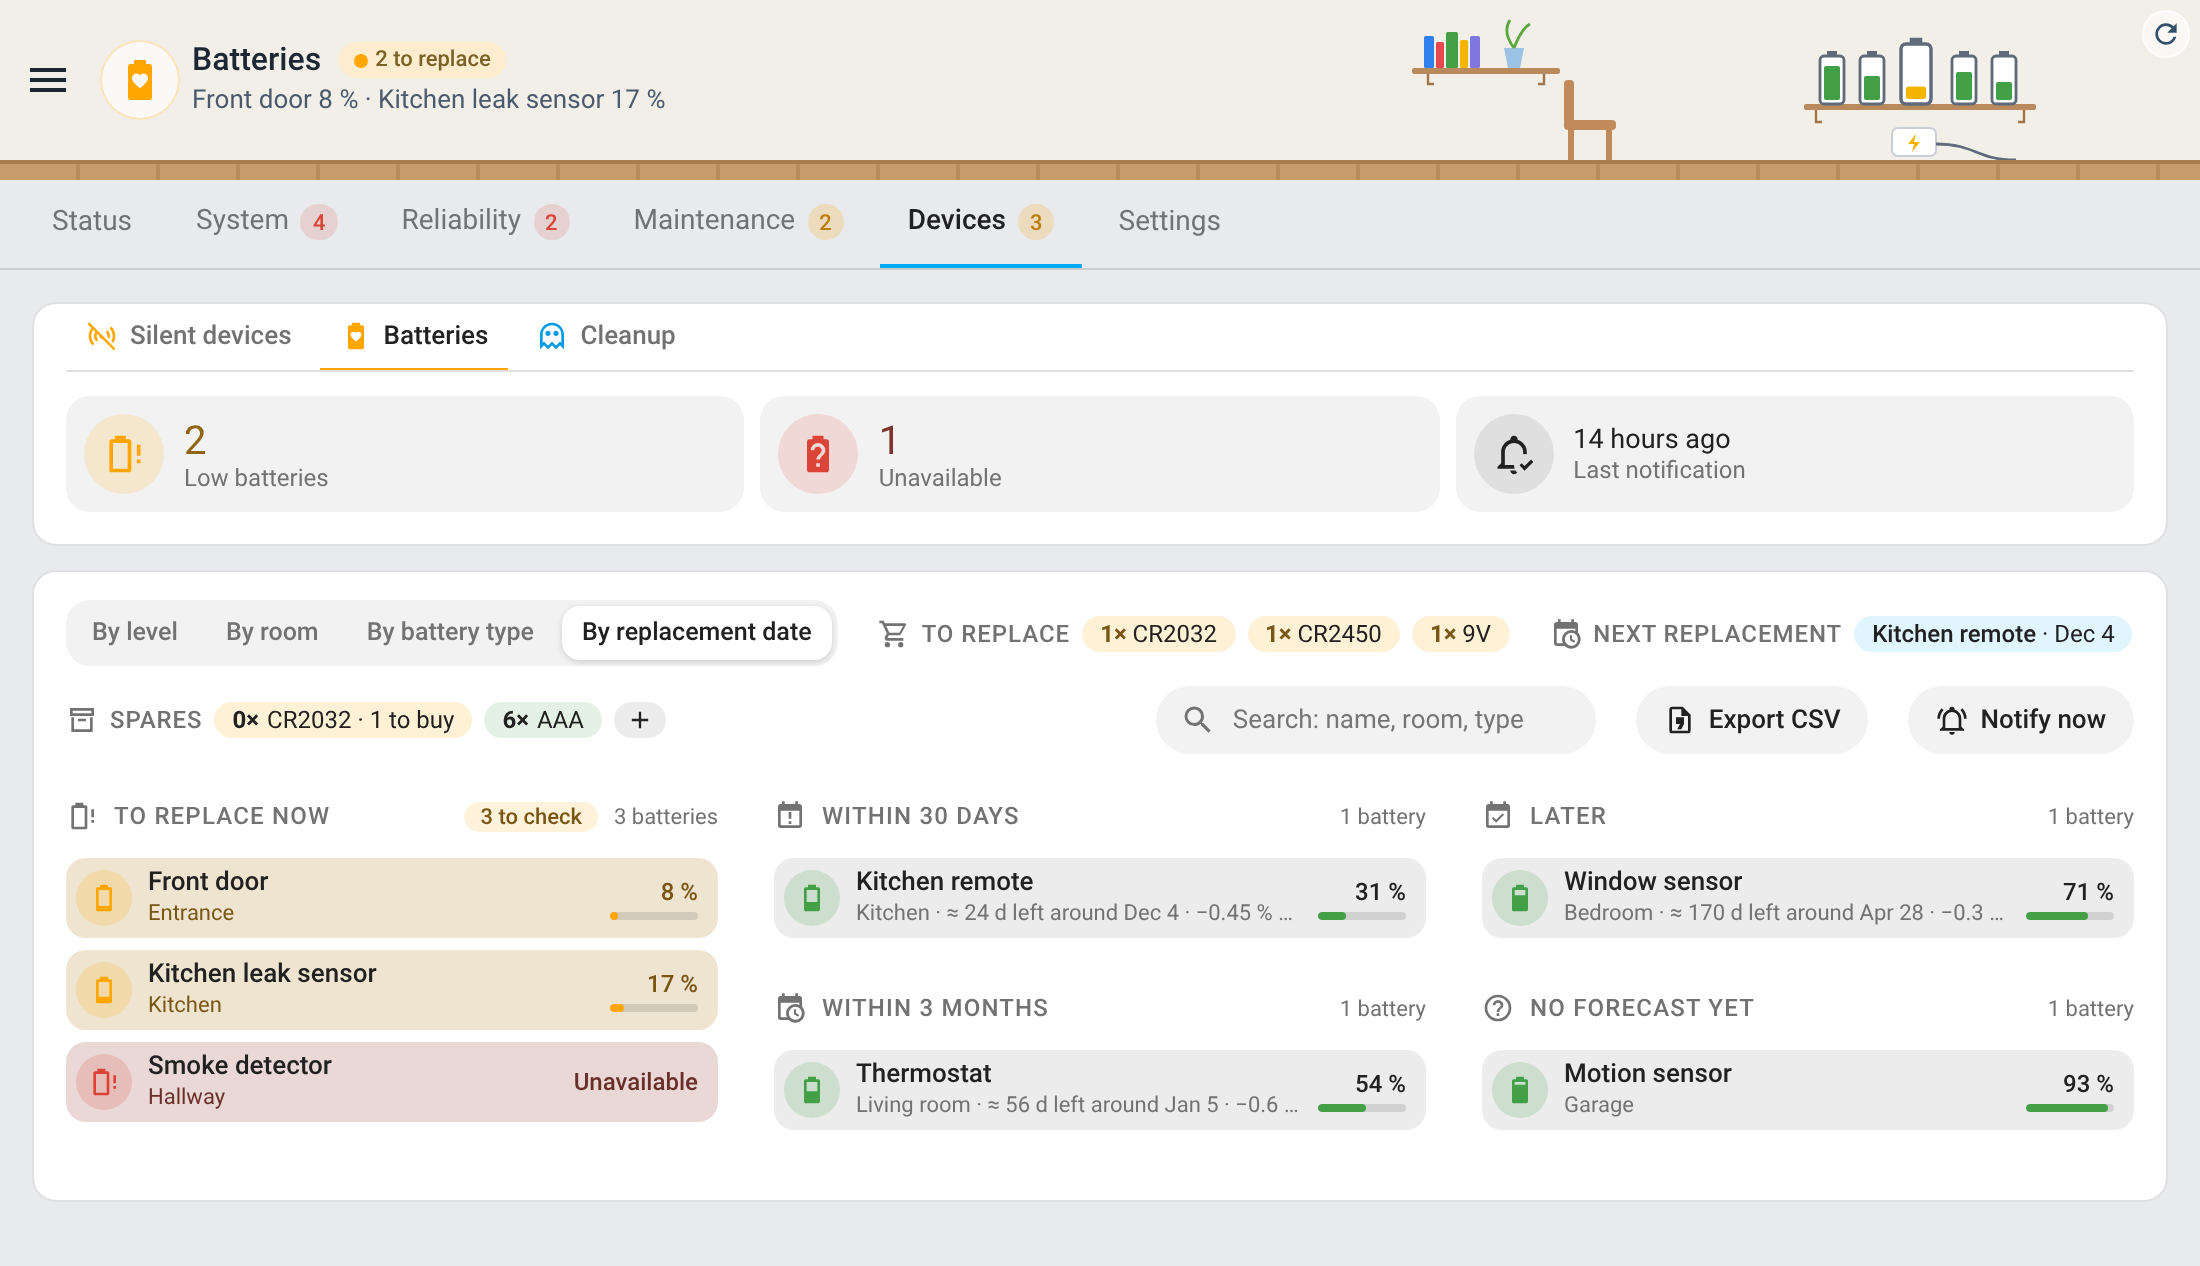 Batteries
2 to replace
Front door 8 % · Kitchen leak sensor 17 %
Status
System 4
Reliability 2
Maintenance 2
Devices 3
Settings
Silent devices
Batteries
Cleanup
2
Low batteries
1
Unavailable
14 hours ago
Last notification
By level
By room
By battery type
By replacement date
TO REPLACE
1× CR2032
1× CR2450
1× 9V
NEXT REPLACEMENT
Kitchen remote · Dec 4
SPARES
0× CR2032 · 1 to buy
6× AAA
+
Search: name, room, type
Export CSV
Notify now
TO REPLACE NOW
3 to check
3 batteries
Front door
Entrance
8 %
Kitchen leak sensor
Kitchen
17 %
Smoke detector
Hallway
Unavailable
WITHIN 30 DAYS
1 battery
Kitchen remote
Kitchen · ≈ 24 d left around Dec 4 · −0.45 % ...
31 %
WITHIN 3 MONTHS
1 battery
Thermostat
Living room · ≈ 56 d left around Jan 5 · −0.6 ...
54 %
LATER
1 battery
Window sensor
Bedroom · ≈ 170 d left around Apr 28 · −0.3 ...
71 %
NO FORECAST YET
1 battery
Motion sensor
Garage
93 %